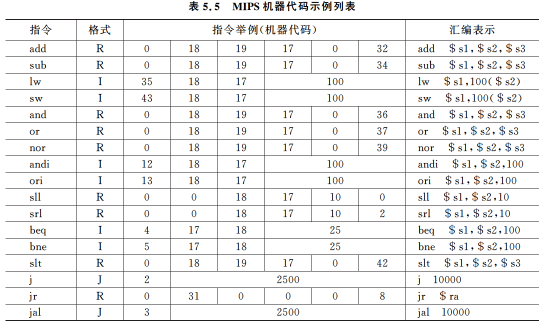 表 5.5 MIPS 机器代码示例列表
指令 格式 指令举例(机器代码) 汇编表示
add R 0 18 19 17 0 32 add $s1,$s2,$s3
sub R 0 18 19 17 0 34 sub $s1,$s2,$s3
lw I 35 18 17 100 lw $s1,100($s2)
sw I 43 18 17 100 sw $s1,100($s2)
and R 0 18 19 17 0 36 and $s1,$s2,$s3
or R 0 18 19 17 0 37 or $s1,$s2,$s3
nor R 0 18 19 17 0 39 nor $s1,$s2,$s3
andi I 12 18 17 100 andi $s1,$s2,100
ori I 13 18 17 100 ori $s1,$s2,100
sll R 0 0 18 17 10 0 sll $s1,$s2,10
srl R 0 0 18 17 10 2 srl $s1,$s2,10
beq I 4 17 18 25 beq $s1,$s2,100
bne I 5 17 18 25 bne $s1,$s2,100
slt R 0 18 19 17 0 42 slt $s1,$s2,$s3
j J 2 2500 j 10000
jr R 0 31 0 0 0 8 jr $ra
jal J 3 2500 jal 10000